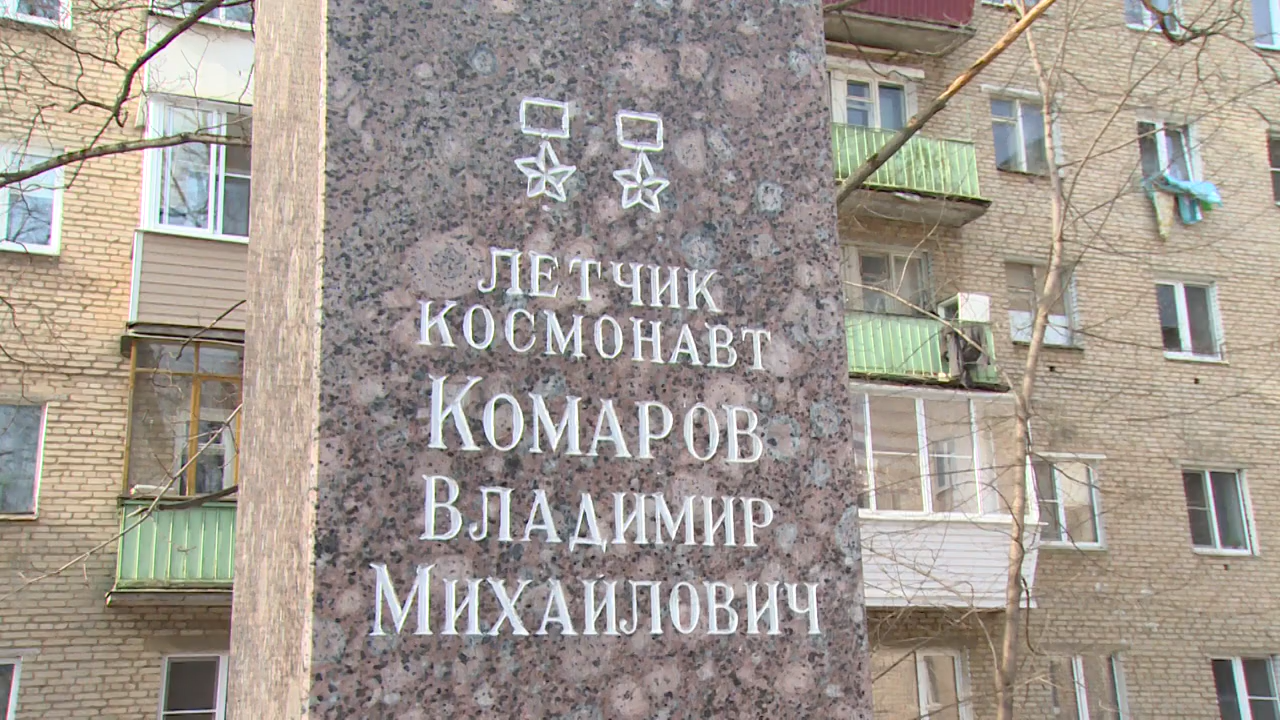 ЛЕТЧИК
КОСМОНАВТ
КОМАРОВ
ВЛАДИМИР
МИХАЙЛОВИЧ